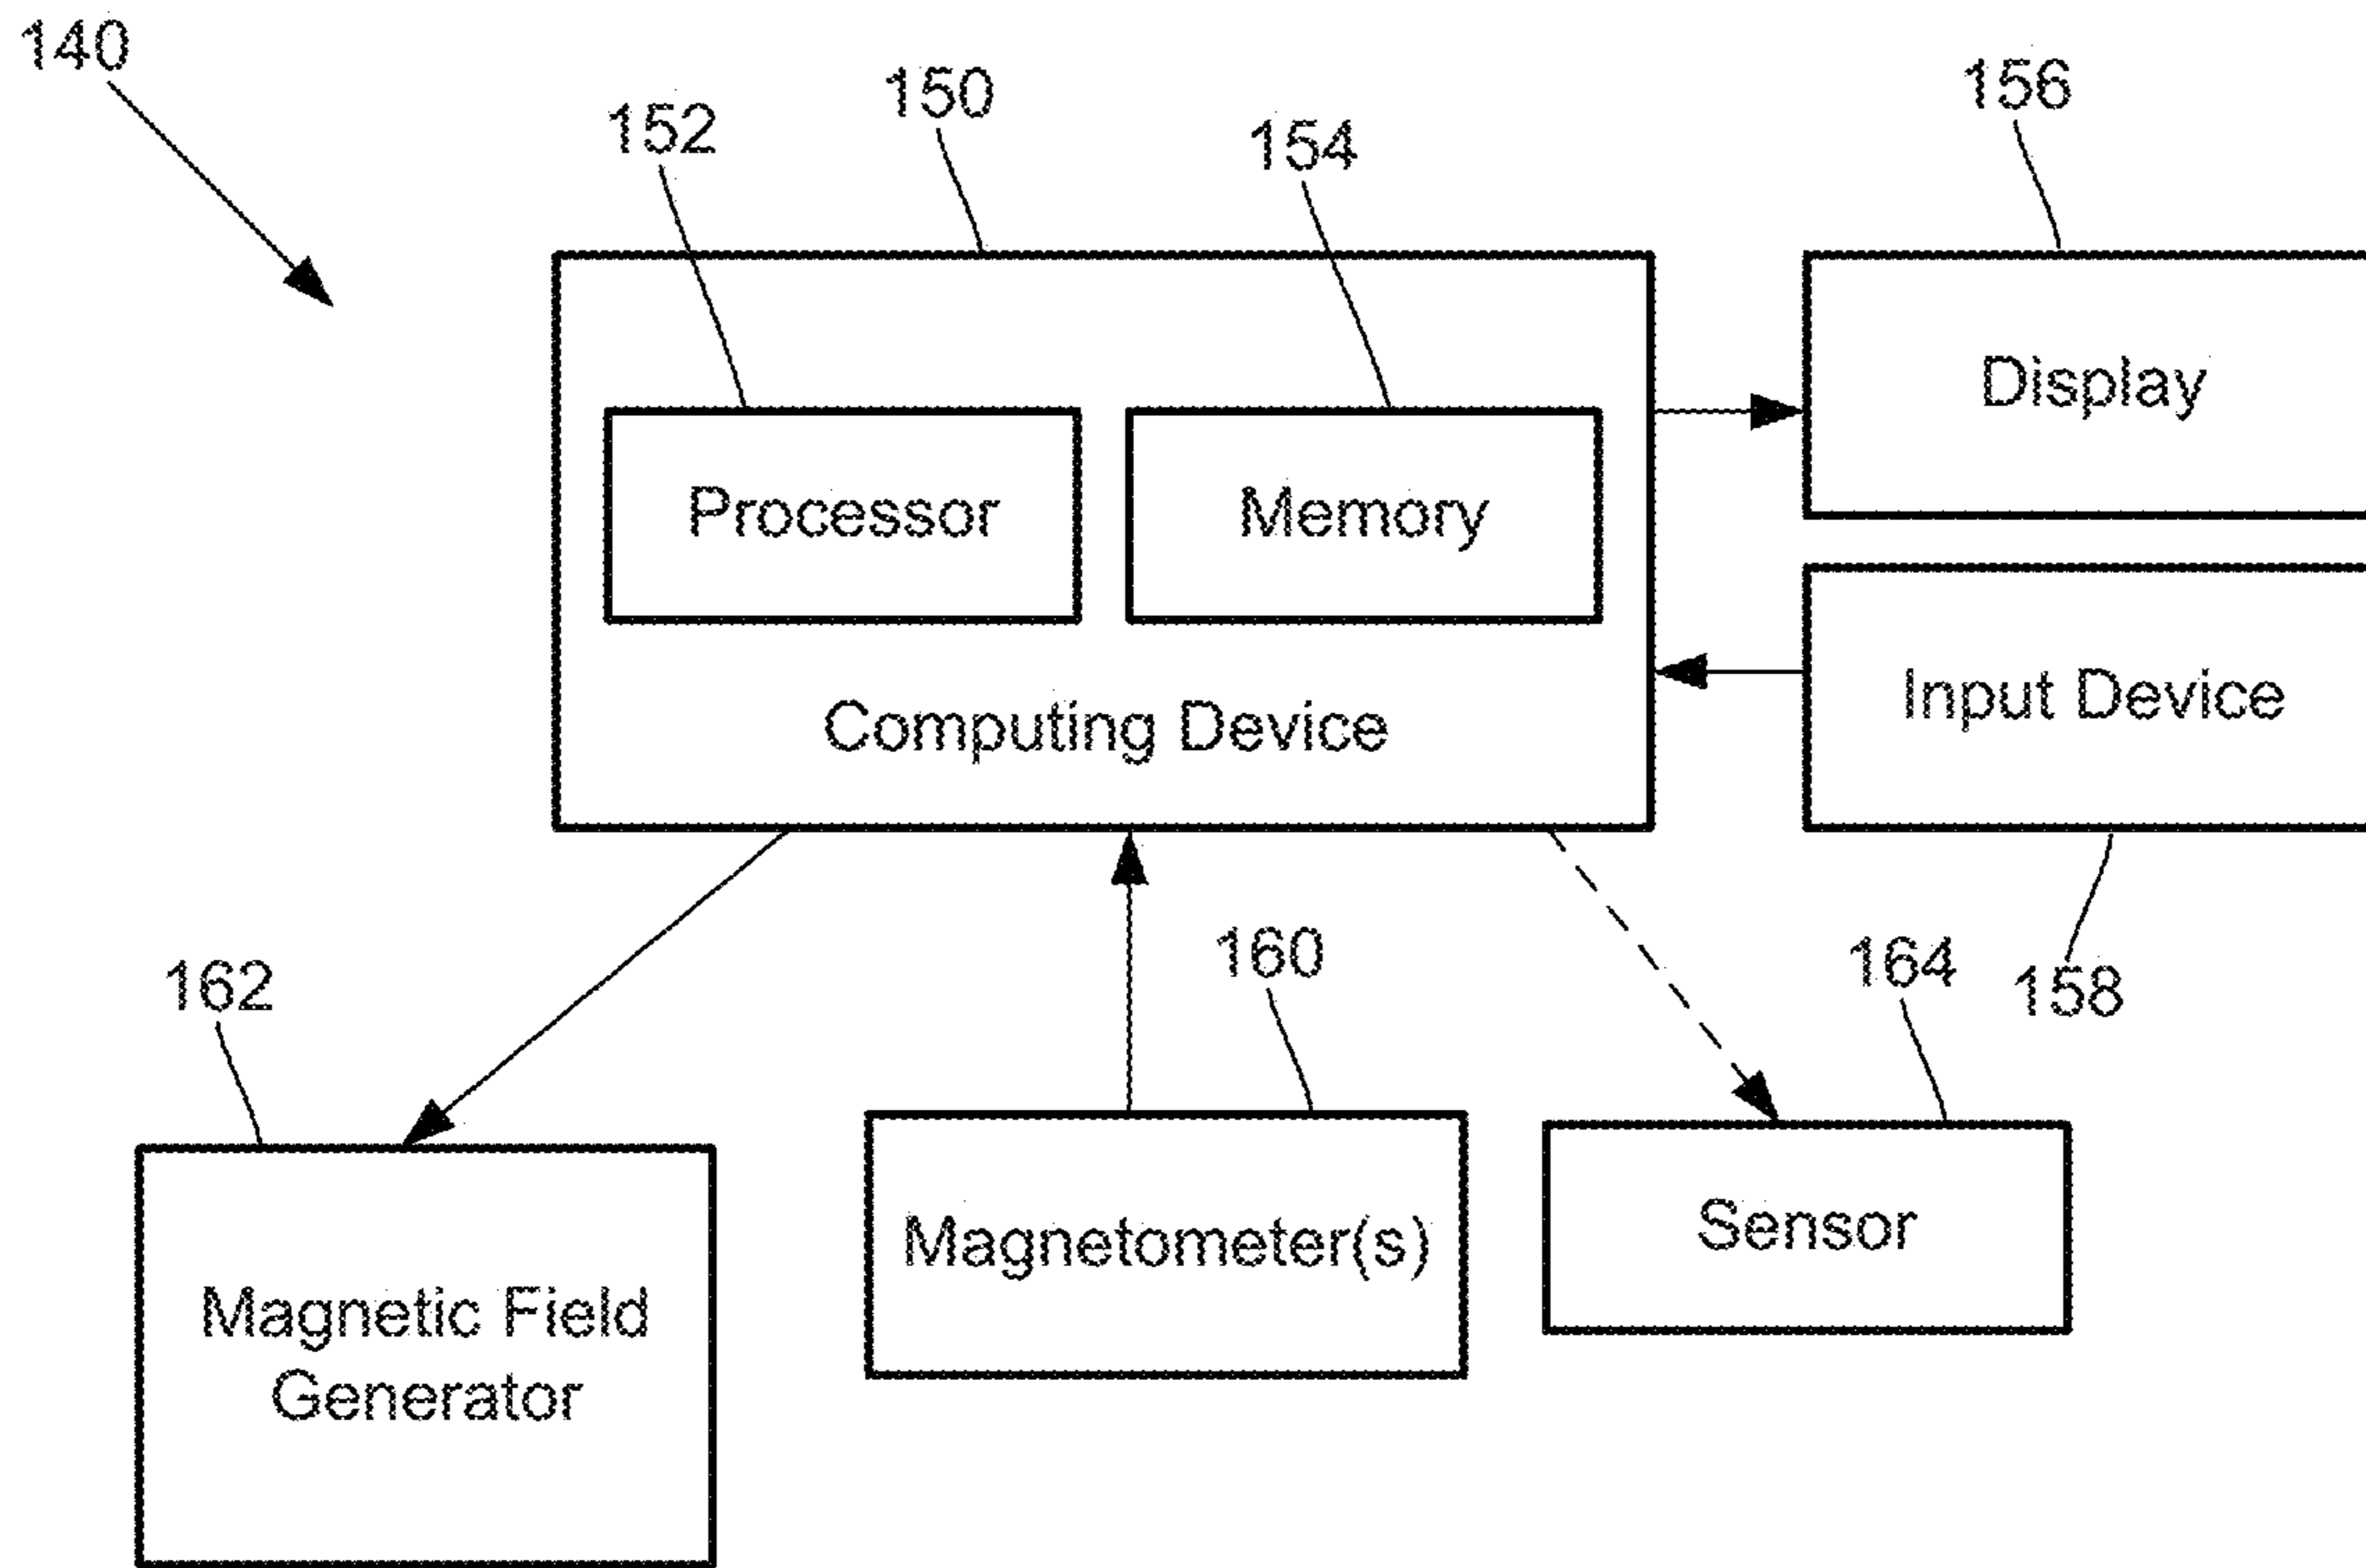 140
150
156
152
154
Display
Processor
Memory
Input Device
Computing Device
160
164
162
158
Magnetometer(s)
Sensor
Magnetic Field
Generator